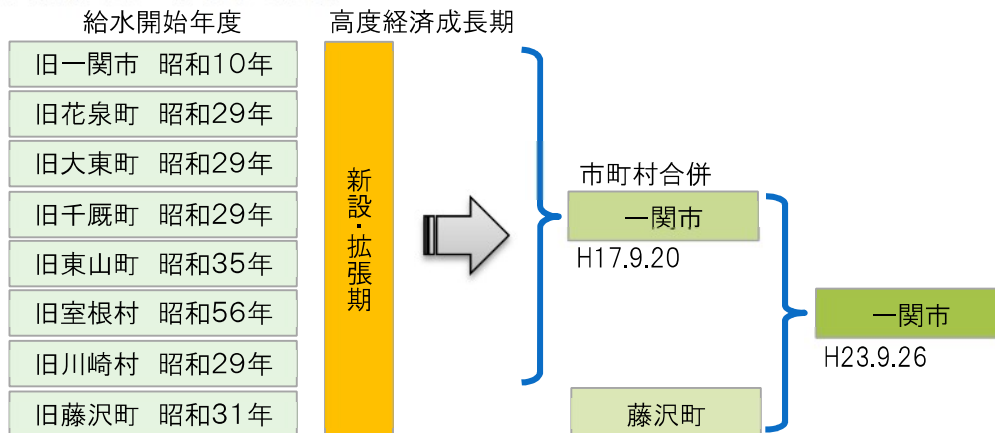 給水開始年度
高度経済成長期
旧一関市 昭和10年
旧花泉町 昭和29年
旧大東町 昭和29年
旧千厩町 昭和29年
旧東山町 昭和35年
旧室根村 昭和56年
旧川崎村 昭和29年
旧藤沢町 昭和31年
新設・拡張期
市町村合併
一関市
H17.9.20
藤沢町
一関市
H23.9.26